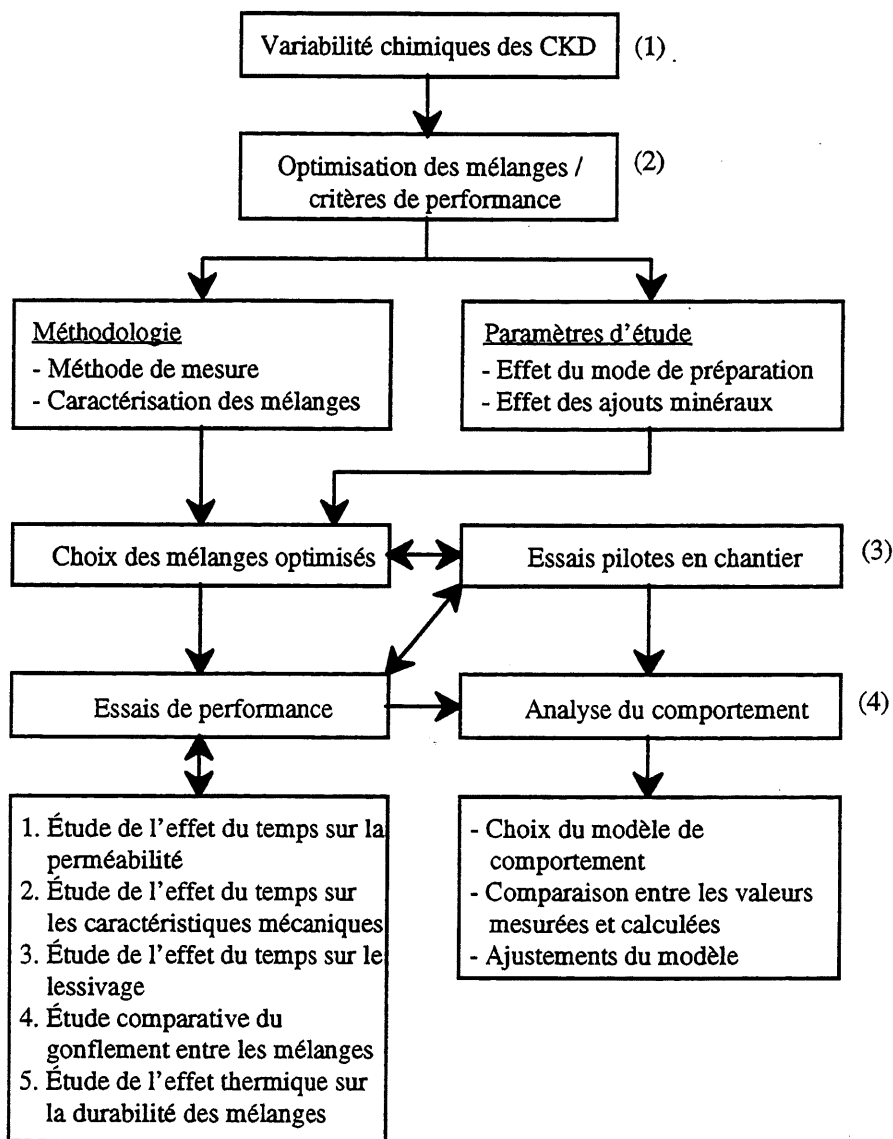 Variabilité chimiques des CKD (1)
Optimisation des mélanges / (2)
critères de performance
Méthodologie
- Méthode de mesure
- Caractérisation des mélanges
Paramètres d'étude
- Effet du mode de préparation
- Effet des ajouts minéraux
Choix des mélanges optimisés
Essais pilotes en chantier (3)
Essais de performance
Analyse du comportement (4)
1. Étude de l'effet du temps sur la
perméabilité
2. Étude de l'effet du temps sur
les caractéristiques mécaniques
3. Étude de l'effet du temps sur le
lessivage
4. Étude comparative du
gonflement entre les mélanges
5. Étude de l'effet thermique sur
la durabilité des mélanges
- Choix du modèle de
comportement
- Comparaison entre les valeurs
mesurées et calculées
- Ajustements du modèle